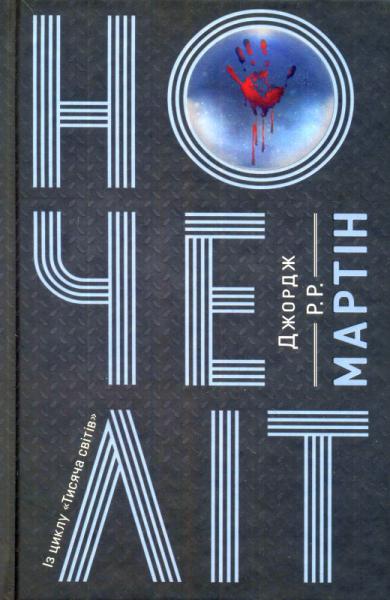 НО
ЧЕ
ЛІТ
Джордж
Р.Р.
МАРТІН
Із циклу «Тисяча світів»